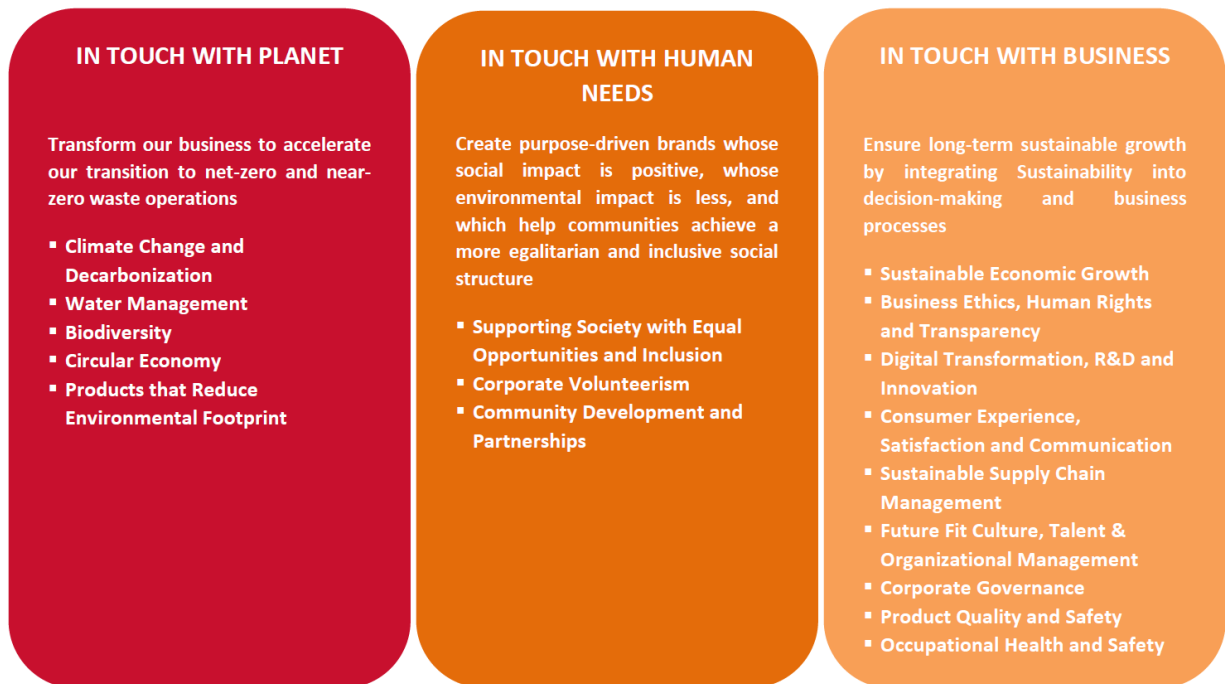 IN TOUCH WITH PLANET
Transform our business to accelerate
our transition to net-zero and near-
zero waste operations
▪ Climate Change and
Decarbonization
▪ Water Management
▪ Biodiversity
▪ Circular Economy
▪ Products that Reduce
Environmental Footprint
IN TOUCH WITH HUMAN
NEEDS
Create purpose-driven brands whose
social impact is positive, whose
environmental impact is less, and
which help communities achieve a
more egalitarian and inclusive social
structure
▪ Supporting Society with Equal
Opportunities and Inclusion
▪ Corporate Volunteerism
▪ Community Development and
Partnerships
IN TOUCH WITH BUSINESS
Ensure long-term sustainable growth
by integrating Sustainability into
decision-making and business
processes
▪ Sustainable Economic Growth
▪ Business Ethics, Human Rights
and Transparency
▪ Digital Transformation, R&D and
Innovation
▪ Consumer Experience,
Satisfaction and Communication
▪ Sustainable Supply Chain
Management
▪ Future Fit Culture, Talent &
Organizational Management
▪ Corporate Governance
▪ Product Quality and Safety
▪ Occupational Health and Safety